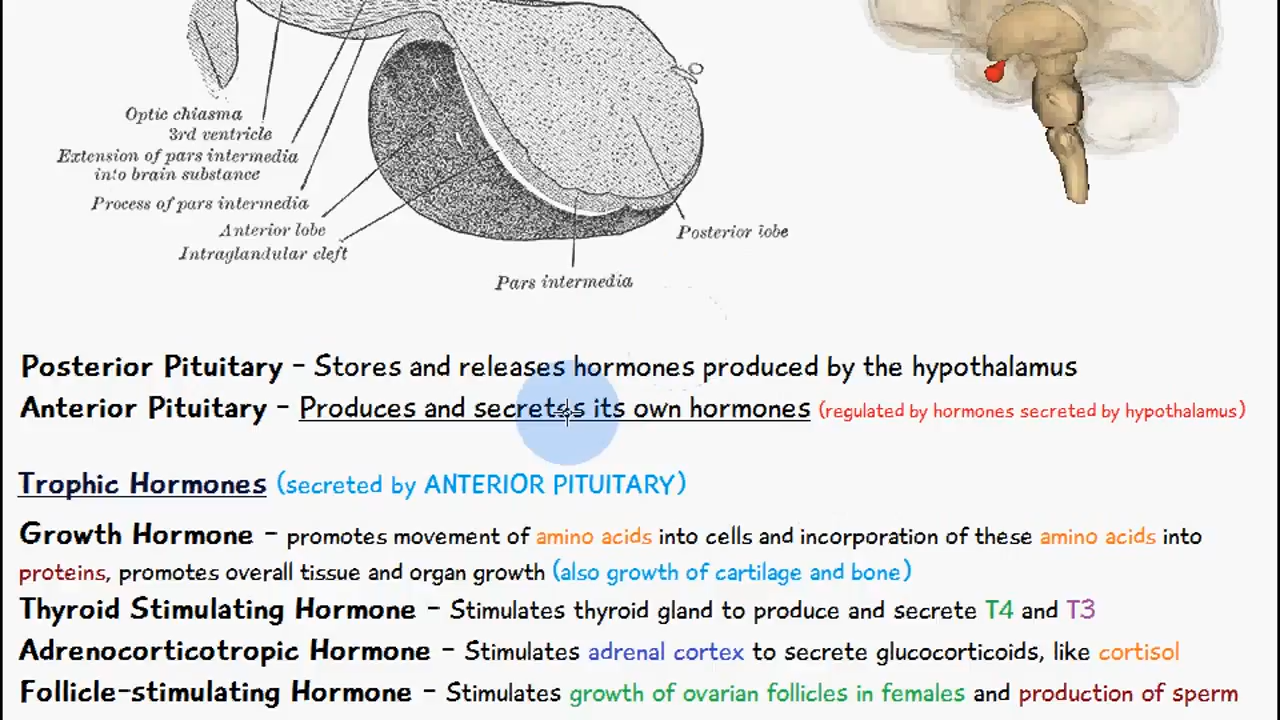 Optic chiasma
3rd ventricle
Extension of pars intermedia
into brain substance
Process of pars intermedia
Anterior lobe
Intraglandular cleft
Posterior lobe
Pars intermedia
Posterior Pituitary - Stores and releases hormones produced by the hypothalamus
Anterior Pituitary - Produces and secretes its own hormones (regulated by hormones secreted by hypothalamus)
Trophic Hormones (secreted by ANTERIOR PITUITARY)
Growth Hormone - promotes movement of amino acids into cells and incorporation of these amino acids into
proteins, promotes overall tissue and organ growth (also growth of cartilage and bone)
Thyroid Stimulating Hormone - Stimulates thyroid gland to produce and secrete T4 and T3
Adrenocorticotropic Hormone - Stimulates adrenal cortex to secrete glucocorticoids, like cortisol
Follicle-stimulating Hormone - Stimulates growth of ovarian follicles in females and production of sperm